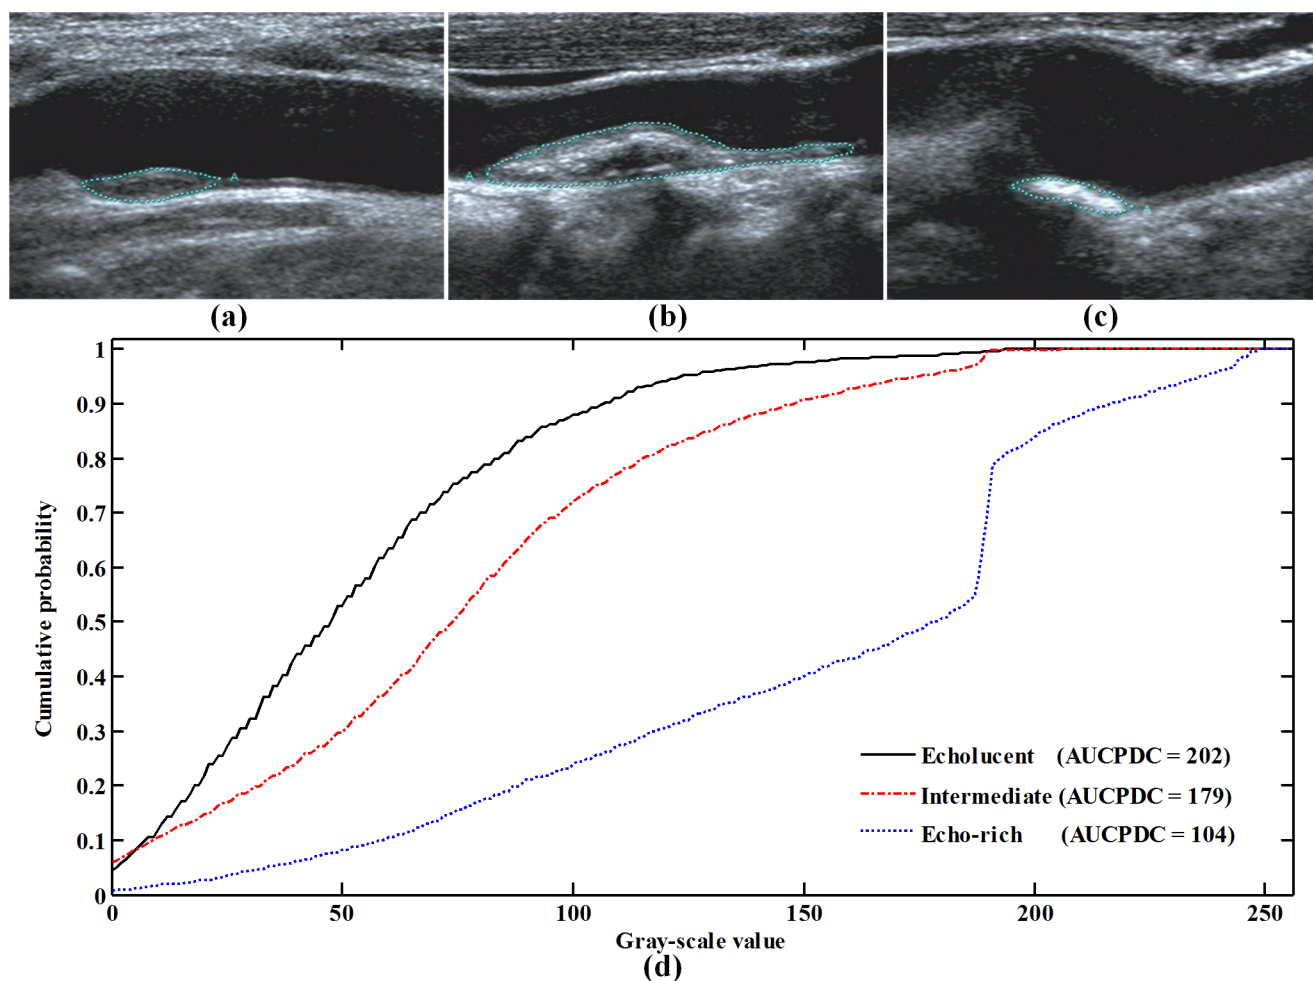 A
A
A
(a)
(b)
(c)
Cumulative probability
1
0.9
0.8
0.7
0.6
0.5
0.4
0.3
0.2
0.1
0
Echolucent (AUCPDC = 202)
Intermediate (AUCPDC = 179)
Echo-rich (AUCPDC = 104)
0 50 100 150 200 250
Gray-scale value
(d)